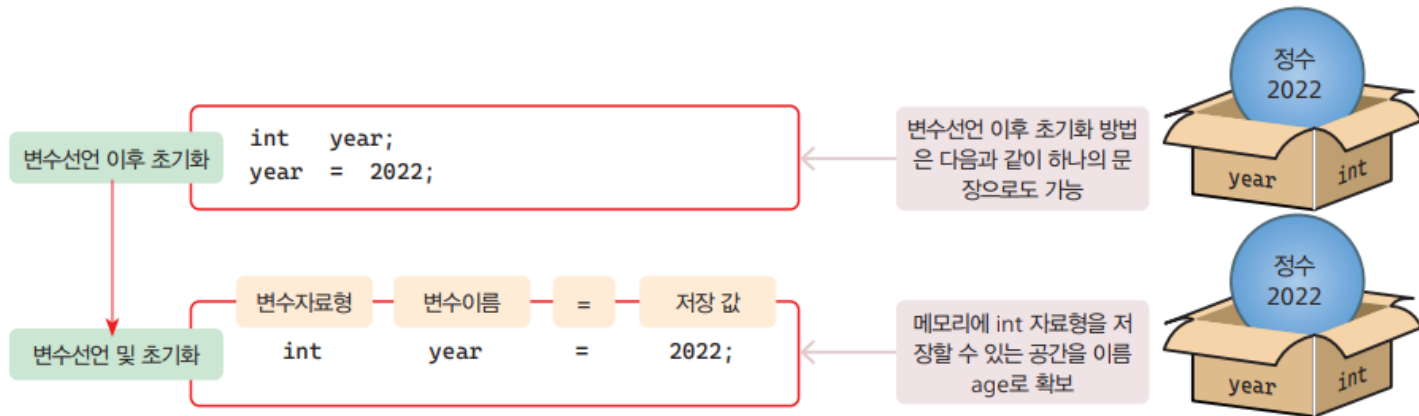 정수
2022
int year;
year = 2022;
변수선언 이후 초기화
변수선언 이후 초기화 방법
은 다음과 같이 하나의 문
장으로도 가능
year
int
변수자료형 변수이름 = 저장 값
int year = 2022;
변수선언 및 초기화
메모리에 int 자료형을 저
장할 수 있는 공간을 이름
age로 확보
정수
2022
year
int